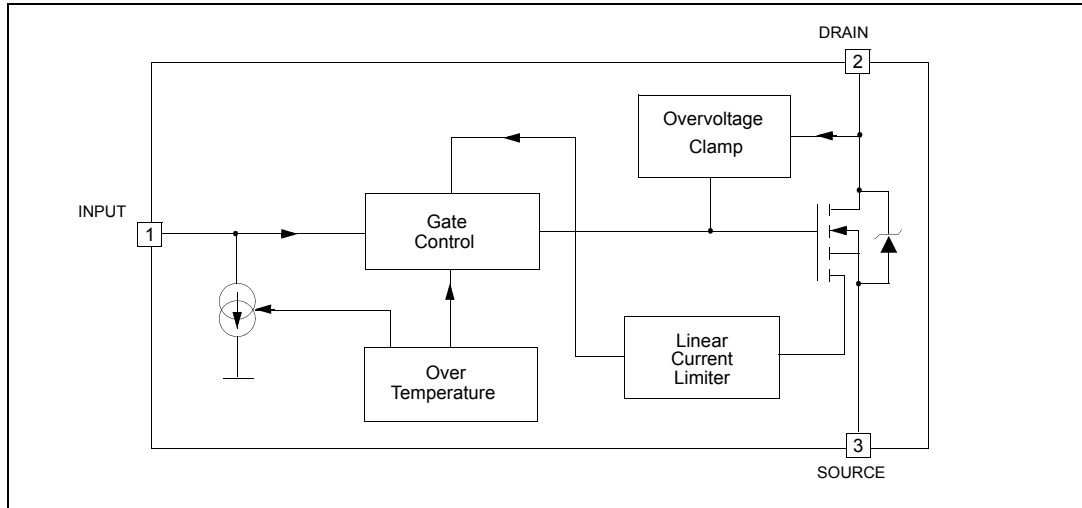 DRAIN
2
Overvoltage
Clamp
INPUT
1
Gate
Control
Linear
Current
Limiter
Over
Temperature
3
SOURCE